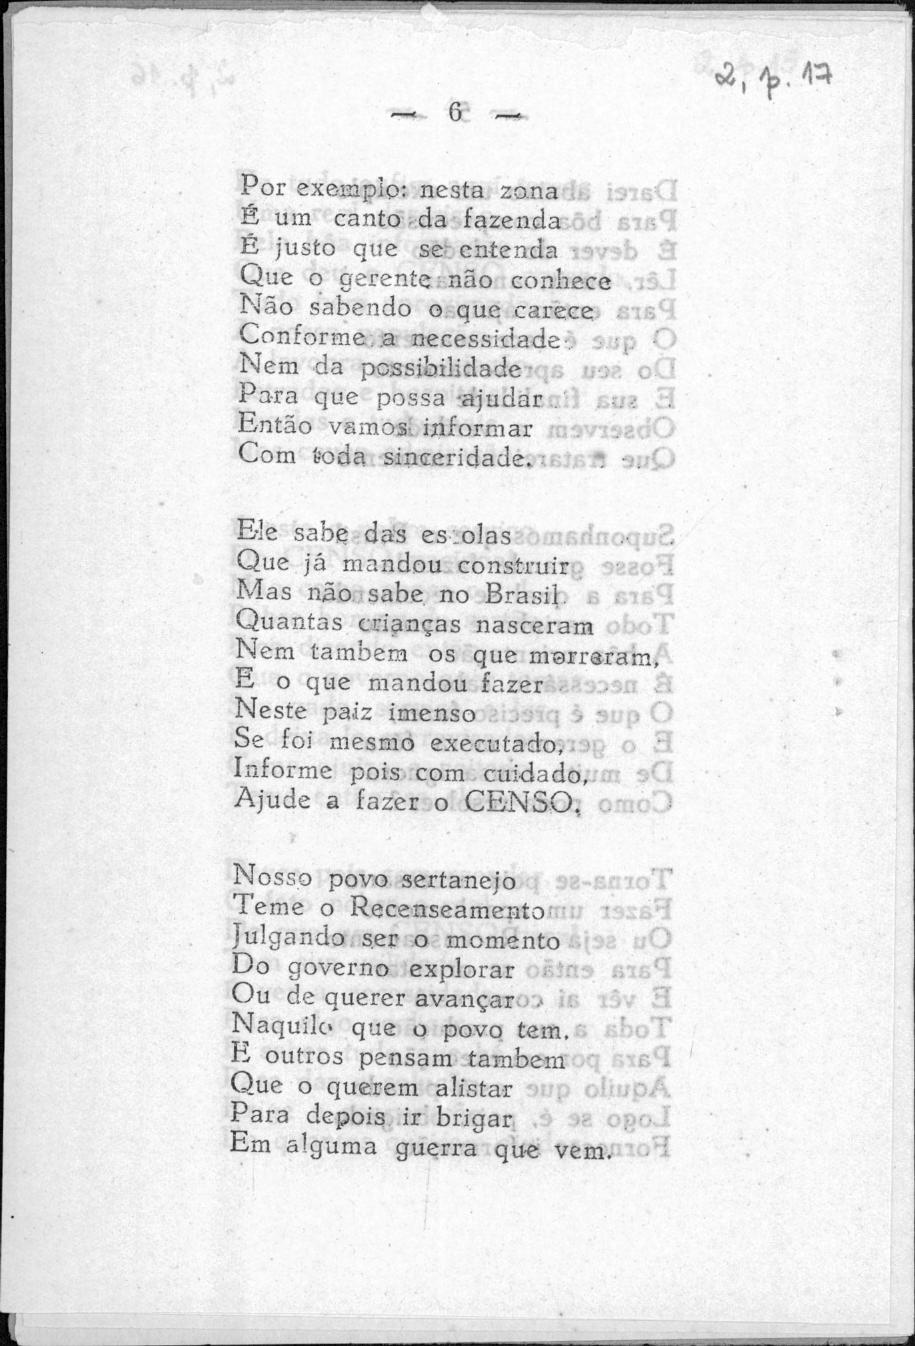 2, p. 17
— 6 —
Por exemplo: nesta zona
É um canto da fazenda
É justo que se entenda
Que o gerente não conhece
Não sabendo o que carece
Conforme a necessidade
Nem da possibilidade
Para que possa ajudar
Então vamos informar
Com toda sinceridade.
Ele sabe das es olas
Que já mandou construir
Mas não sabe no Brasil
Quantas crianças nasceram
Nem tambem os que morreram,
E o que mandou fazer
Neste paiz imenso
Se foi mesmo executado,
Informe pois com cuidado,
Ajude a fazer o CENSO.
Nosso povo sertanejo
Teme o Recenseamento
Julgando ser o momento
Do governo explorar
Ou de querer avançar
Naquilo que o povo tem.
E outros pensam tambem
Que o querem alistar
Para depois ir brigar
Em alguma guerra que vem.